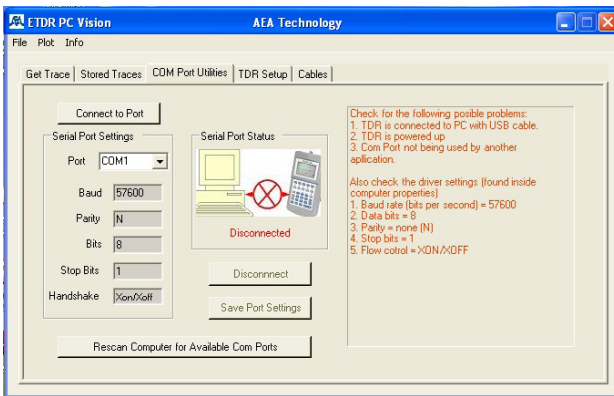 ETDR PC Vision AEA Technology
File Plot Info
Get Trace Stored Traces COM Port Utilities TDR Setup Cables
Connect to Port
Serial Port Settings
Port COM1
Baud 57600
Parity N
Bits 8
Stop Bits 1
Handshake Xon/Xoff
Serial Port Status
Disconnected
Disconnnect
Save Port Settings
Rescan Computer for Available Com Ports
Check for the following posible problems:
1. TDR is connected to PC with USB cable.
2. TDR is powered up
3. Com Port not being used by another
apllication.
Also check the driver settings (found inside
computer properties)
1. Baud rate (bits per second) = 57600
2. Data bits = 8
3. Parity = none (N)
4. Stop bits = 1
5. Flow cotrol = XON/XOFF